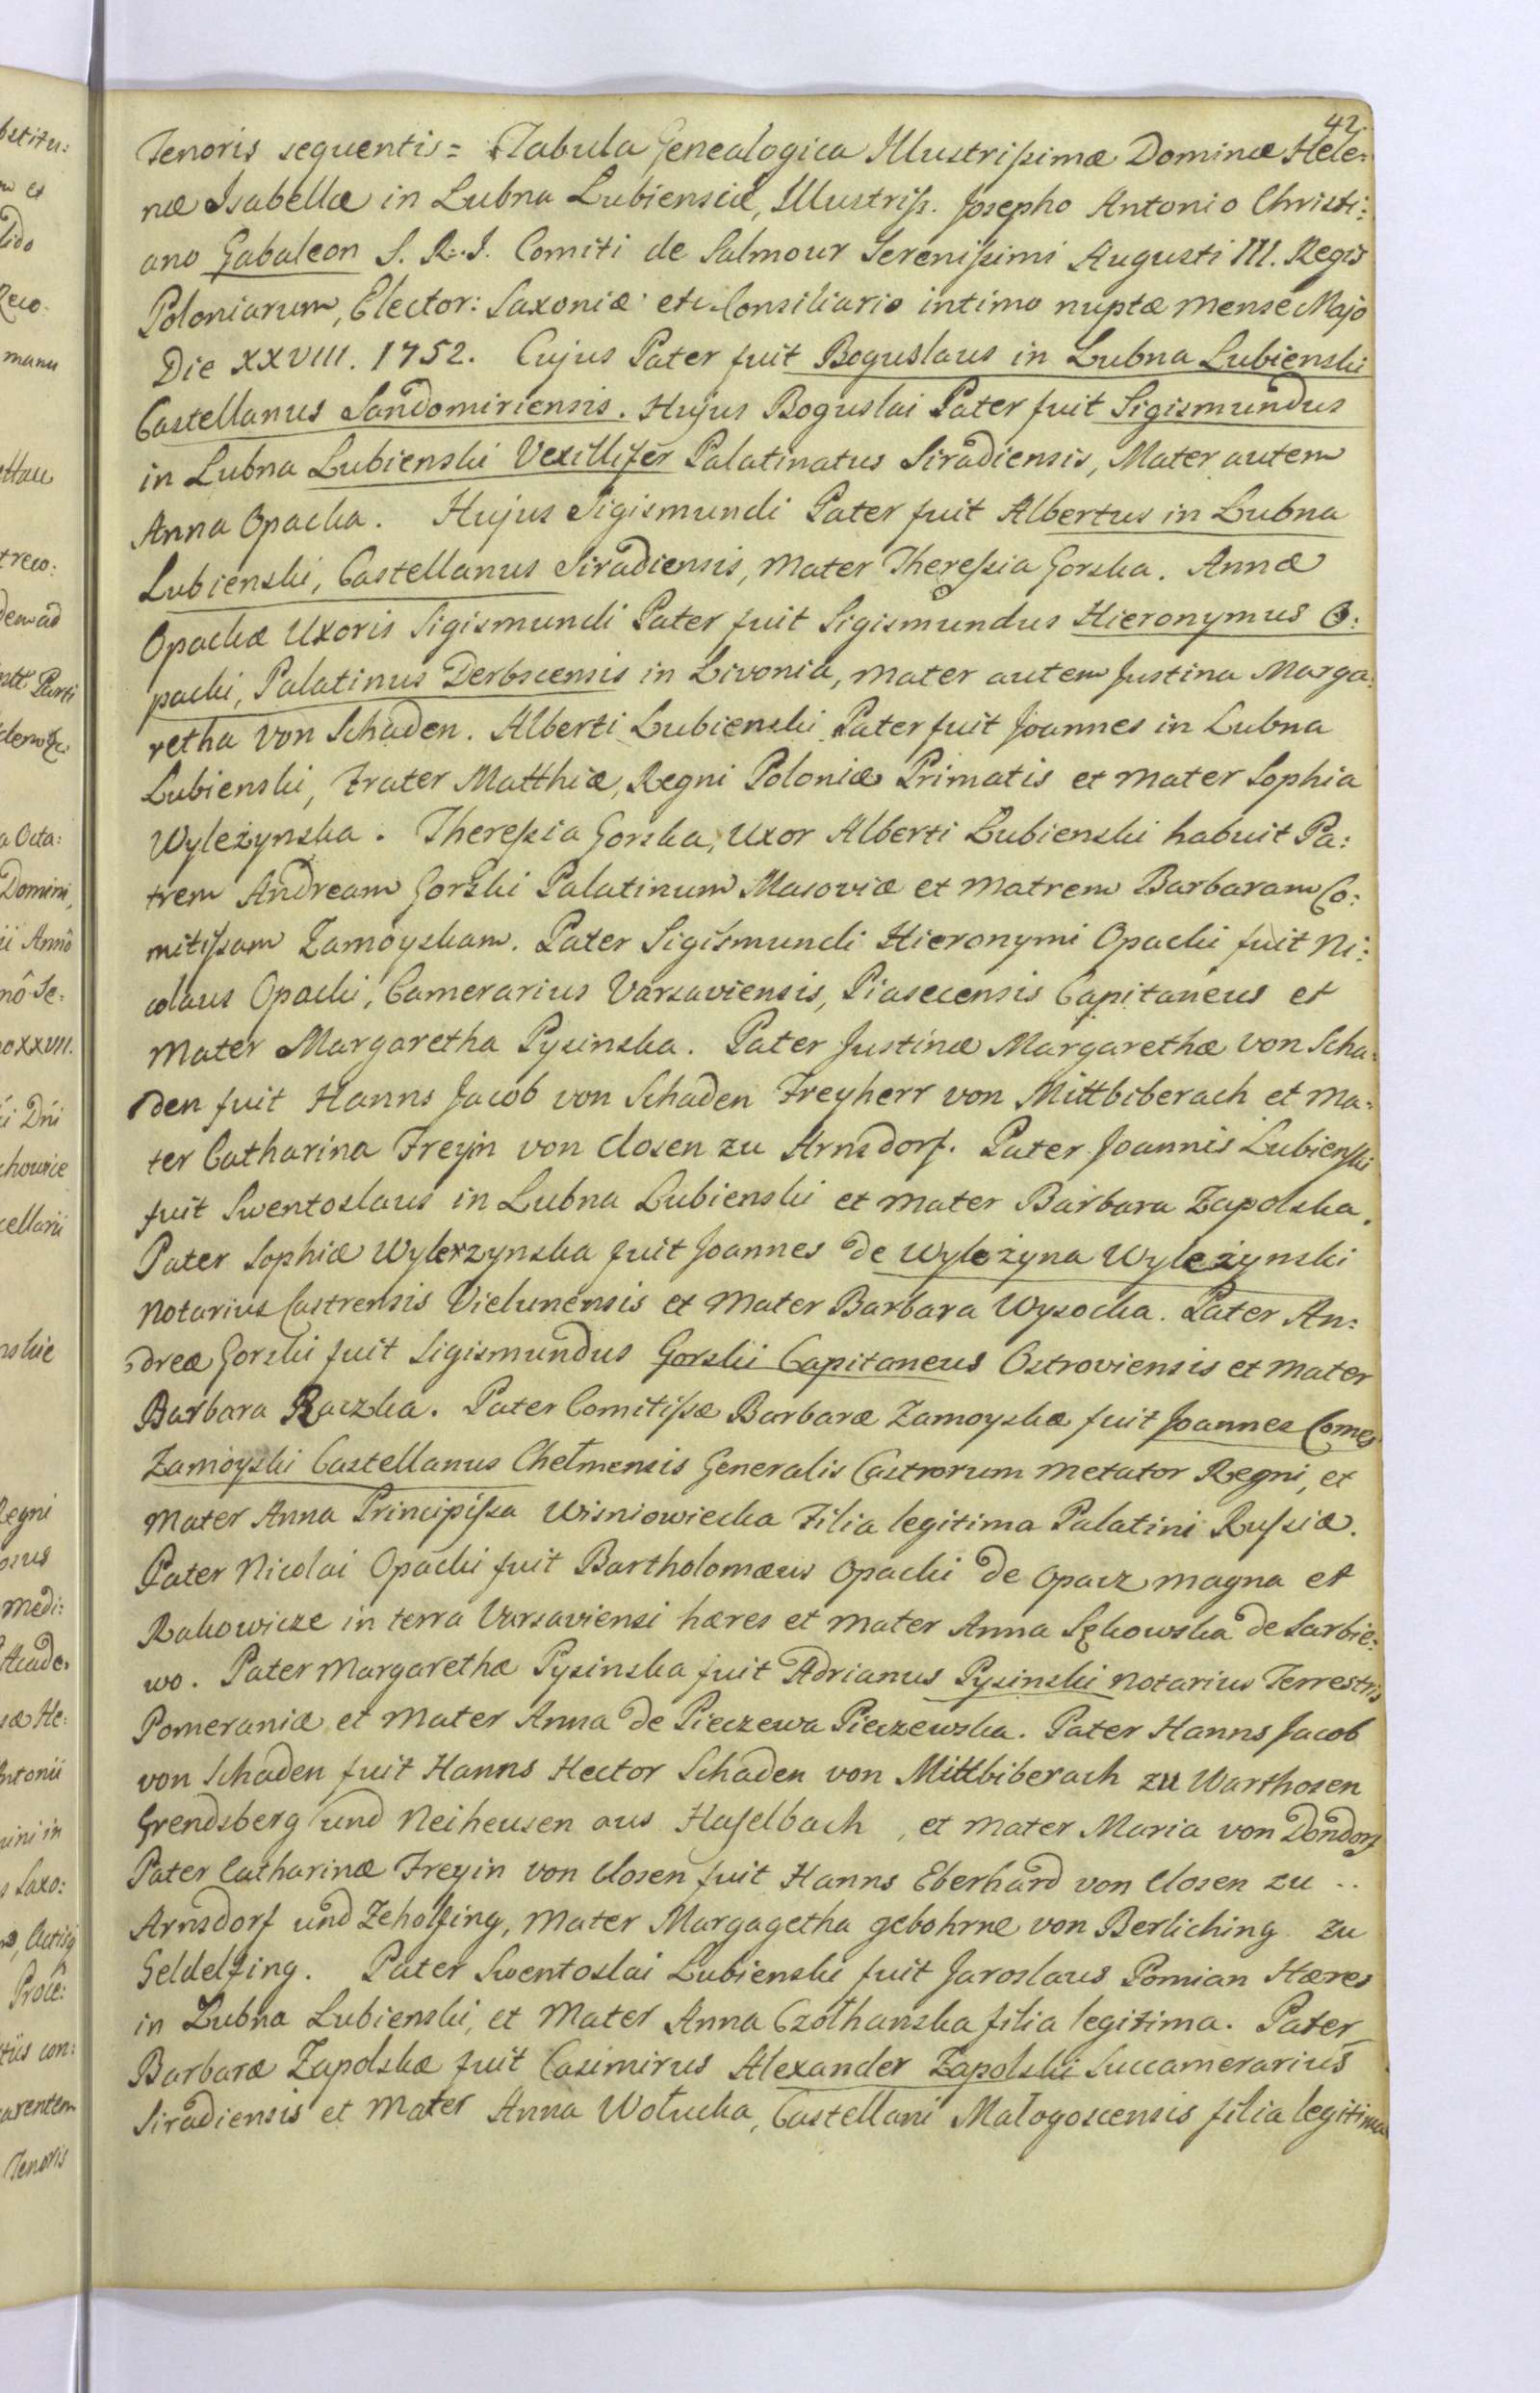 42
Tenoris sequentis = Tabula Genealogica Illustrißimæ Dominæ Hele:
næ Isabellæ in Lubna Lubienscia, Illustriß. Josepho Antonio Christi:
ano Gabaleon S. R. I. Comiti de Salmour Serenißimi Augusti III. Regis
Poloniarum, Elector: Saxoniæ etc Consiliario intimo nuptæ mense Majo
Die XXVIII. 1752. Cujus Pater fuit Boguslaus in Lubna Lubienski
Castellanus Sandomiriensis. Hujus Boguslai Pater fuit Sigismundus
in Lubna Lubienski Vexillifer Palatinatus Siradiensis, Mater autem
Anna Opacka. Hujus Sigismundi Pater fuit Albertus in Lubna
Lubienski, Castellanus Siradiensis, Mater Thereßia Gorska. Annæ
Opackæ Uxoris Sigismundi Pater fuit Sigismundus Hieronymus O:
packi, Palatinus Derbscensis in Livonia, mater autem Justina Marga:
retha von Schaden. Alberti Lubienski Pater fuit Joannes in Lubna
Lubienski, Frater Matthiæ, Regni Poloniæ Primatis et mater Sophia
Wyleżynska. Thereßia Gorska, Uxor Alberti Lubienski habuit Pa:
trem Andream Gorski Palatinum Masoviæ et Matrem Barbaram Co:
mitißam Zamoyskam. Pater Sigismundi Hieronymi Opacki fuit Ni:
colaus Opacki, Camerarius Varsaviensis, Piasecensis Capitaneus et
Mater Margaretha Pysinska. Pater Justinæ Margarethæ von Scha:
den fuit Hanns Jacob von Schaden Freyherr von Mittbiberach et Ma:
ter Catharina Freyin von Closen zu Arnsdorf. Pater Joannis Lubienski
fuit Swentoslaus in Lubna Lubienski et mater Barbara Zapolska.
Pater Sophiæ Wylerzynska fuit Joannes de Wyleżyna Wyleżynski
Notarius Castrensis Vielunensis et Mater Barbara Wysocka. Pater An:
dreæ Gorski fuit Sigismundus Gorski Capitaneus Ostroviensis et mater
Barbara Raczka. Pater Comitißæ Barbaræ Zamoyskæ fuit Joannes Comes
Zamoyski Castellanus Chełmensis Generalis Castrorum Metator Regni, et
Mater Anna Principißa Wisniowiecka Filia legitima Palatini Rußiæ.
Pater Nicolai Opacki fuit Bartholomæus Opacki de Opacz magna et
Rakowicze in terra Varsaviensi hæres et mater Anna Sękowska de Sarbie:
wo. Pater Margarethæ Pysinska fuit Adrianus Pysinski Notarius Terrestris
Pomeraniæ et Mater Anna de Pieczewa Pieczewska. Pater Hanns Jacob
von Schaden fuit Hanns Hector Schaden von Mittbiberach zu Warthosen
Grendsberg und Neiheusen aus Haselbach, et Mater Maria von Dondorf
Pater Catharinæ Freyin von Closen fuit Hanns Eberhard von Closen zu ..
Arnsdorf und Zeholfing, Mater Margagetha gebohrne von Berliching zu
Geldelfing. Pater Swentoslai Lubienski fuit Jaroslaus Pomian Hæres
in Lubna Lubienski, et Mater Anna Czołhanska filia legitima. Pater
Barbaræ Zapolskæ fuit Casimirus Alexander Zapolski Succamerarius
Siradiensis et Mater Anna Wołucka, Castellani Małogoscensis filia legitima